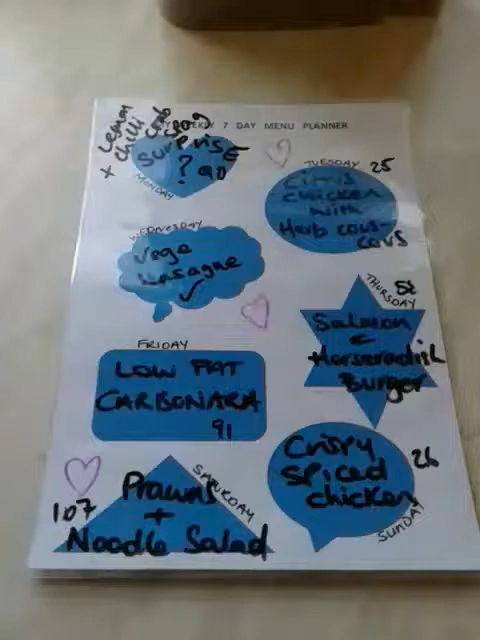 WEEKLY 7 DAY MENU PLANNER
Lemon
+ chilli
SURPRISE
? 90
MONDAY
TUESDAY 25
Citrus
chicken
with
Herb cous-
cous
WEDNESDAY
Vege
Lasagne
THURSDAY
Salmon
Horseradish
Burger
FRIDAY
LOW FAT
CARBONARA
91
SATURDAY
107
Prawns
+
Noodle Salad
Crispy
Spiced
chicken
26
SUNDAY